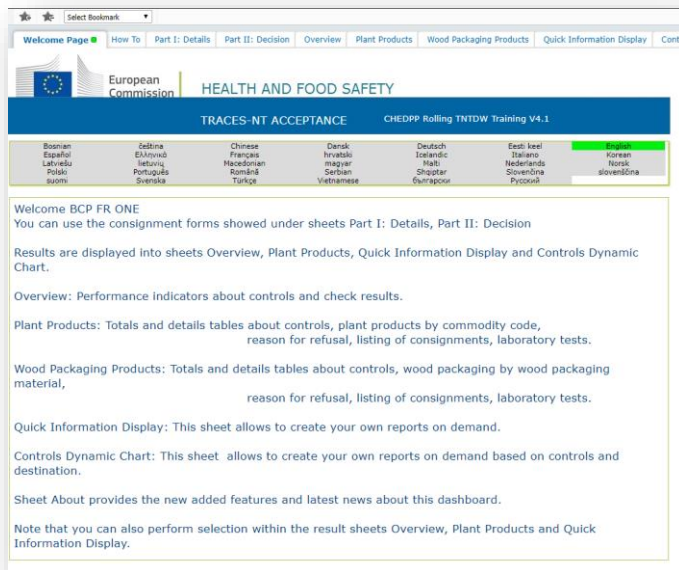 Select Bookmark
Welcome Page How To Part I: Details Part II: Decision Overview Plant Products Wood Packaging Products Quick Information Display Cont
European
Commission
HEALTH AND FOOD SAFETY
TRACES-NT ACCEPTANCE CHEDPP Rolling TNTDW Training V4.1
Bosnian čeština Chinese Dansk Deutsch Eesti keel English
Español Ελληνικά Français hrvatski Icelandic Italiano Korean
Latviešu lietuvių Macedonian magyar Malti Nederlands Norsk
Polski Português Română Serbian Shqiptar Slovenčina slovenščina
suomi Svenska Türkçe Vietnamese български Русский
Welcome BCP FR ONE
You can use the consignment forms showed under sheets Part I: Details, Part II: Decision
Results are displayed into sheets Overview, Plant Products, Quick Information Display and Controls Dynamic
Chart.
Overview: Performance indicators about controls and check results.
Plant Products: Totals and details tables about controls, plant products by commodity code,
reason for refusal, listing of consignments, laboratory tests.
Wood Packaging Products: Totals and details tables about controls, wood packaging by wood packaging
material,
reason for refusal, listing of consignments, laboratory tests.
Quick Information Display: This sheet allows to create your own reports on demand.
Controls Dynamic Chart: This sheet allows to create your own reports on demand based on controls and
destination.
Sheet About provides the new added features and latest news about this dashboard.
Note that you can also perform selection within the result sheets Overview, Plant Products and Quick
Information Display.